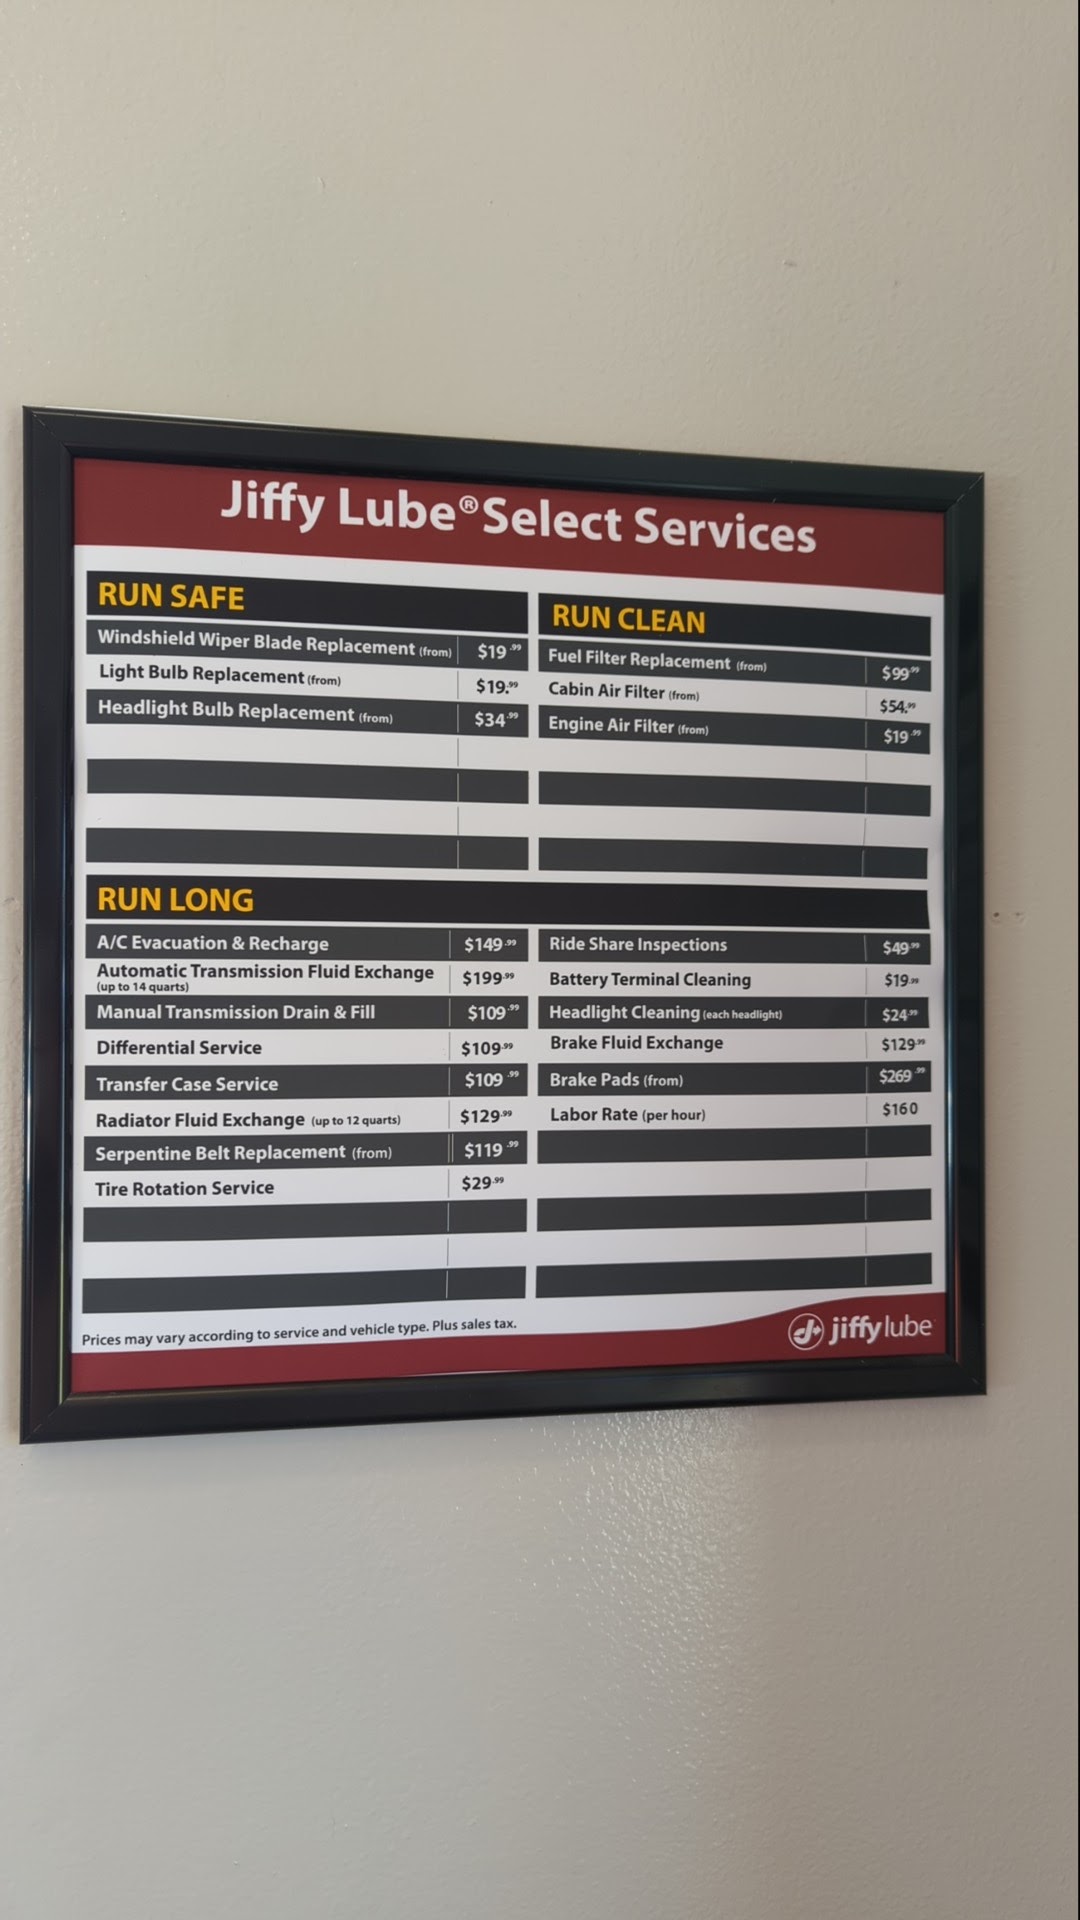 Jiffy Lube® Select Services
RUN SAFE
Windshield Wiper Blade Replacement (from) $19.99
Light Bulb Replacement (from) $19.99
Headlight Bulb Replacement (from) $34.99
RUN CLEAN
Fuel Filter Replacement (from) $99.99
Cabin Air Filter (from) $54.99
Engine Air Filter (from) $19.99
RUN LONG
A/C Evacuation & Recharge $149.99
Automatic Transmission Fluid Exchange $199.99
(up to 14 quarts)
Manual Transmission Drain & Fill $109.99
Differential Service $109.99
Transfer Case Service $109.99
Radiator Fluid Exchange (up to 12 quarts) $129.99
Serpentine Belt Replacement (from) $119.99
Tire Rotation Service $29.99
Ride Share Inspections $49.99
Battery Terminal Cleaning $19.99
Headlight Cleaning (each headlight) $24.99
Brake Fluid Exchange $129.99
Brake Pads (from) $269.99
Labor Rate (per hour) $160
Prices may vary according to service and vehicle type. Plus sales tax.
jiffy lube